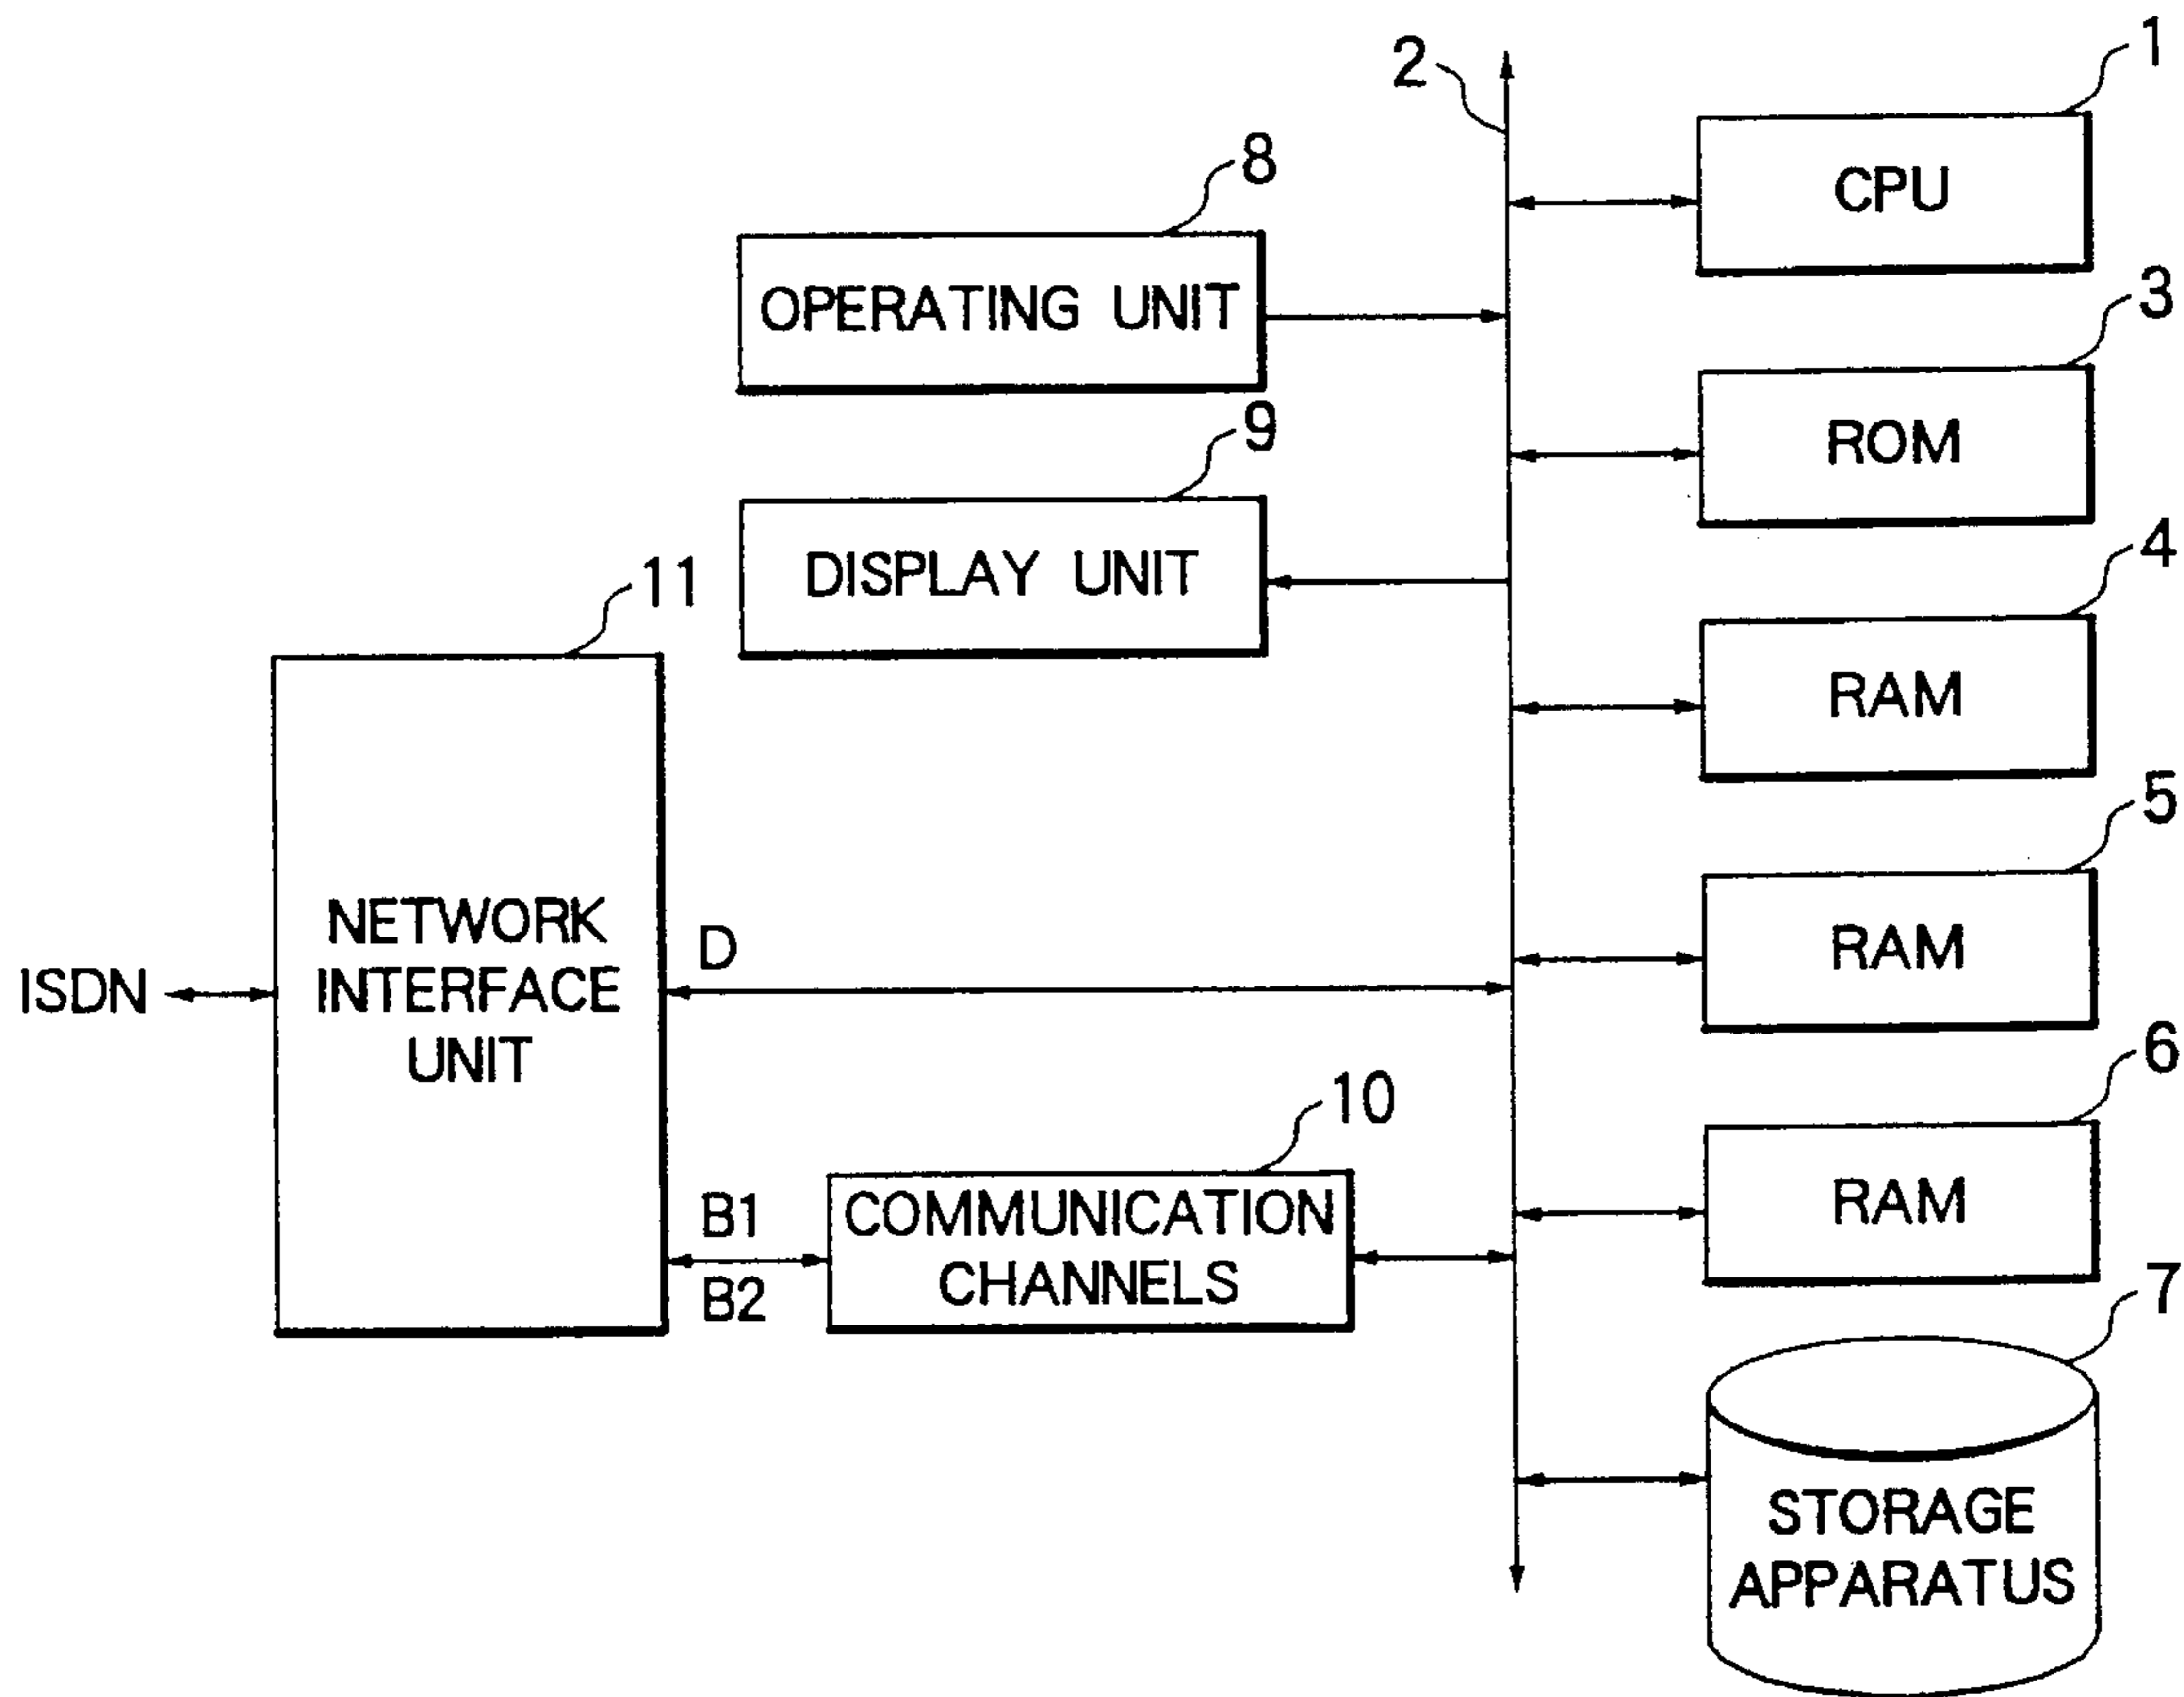 1
2
CPU
8
OPERATING UNIT
3
ROM
9
DISPLAY UNIT
4
RAM
11
NETWORK
INTERFACE
UNIT
ISDN
D
5
RAM
6
RAM
10
COMMUNICATION
CHANNELS
B1
B2
7
STORAGE
APPARATUS